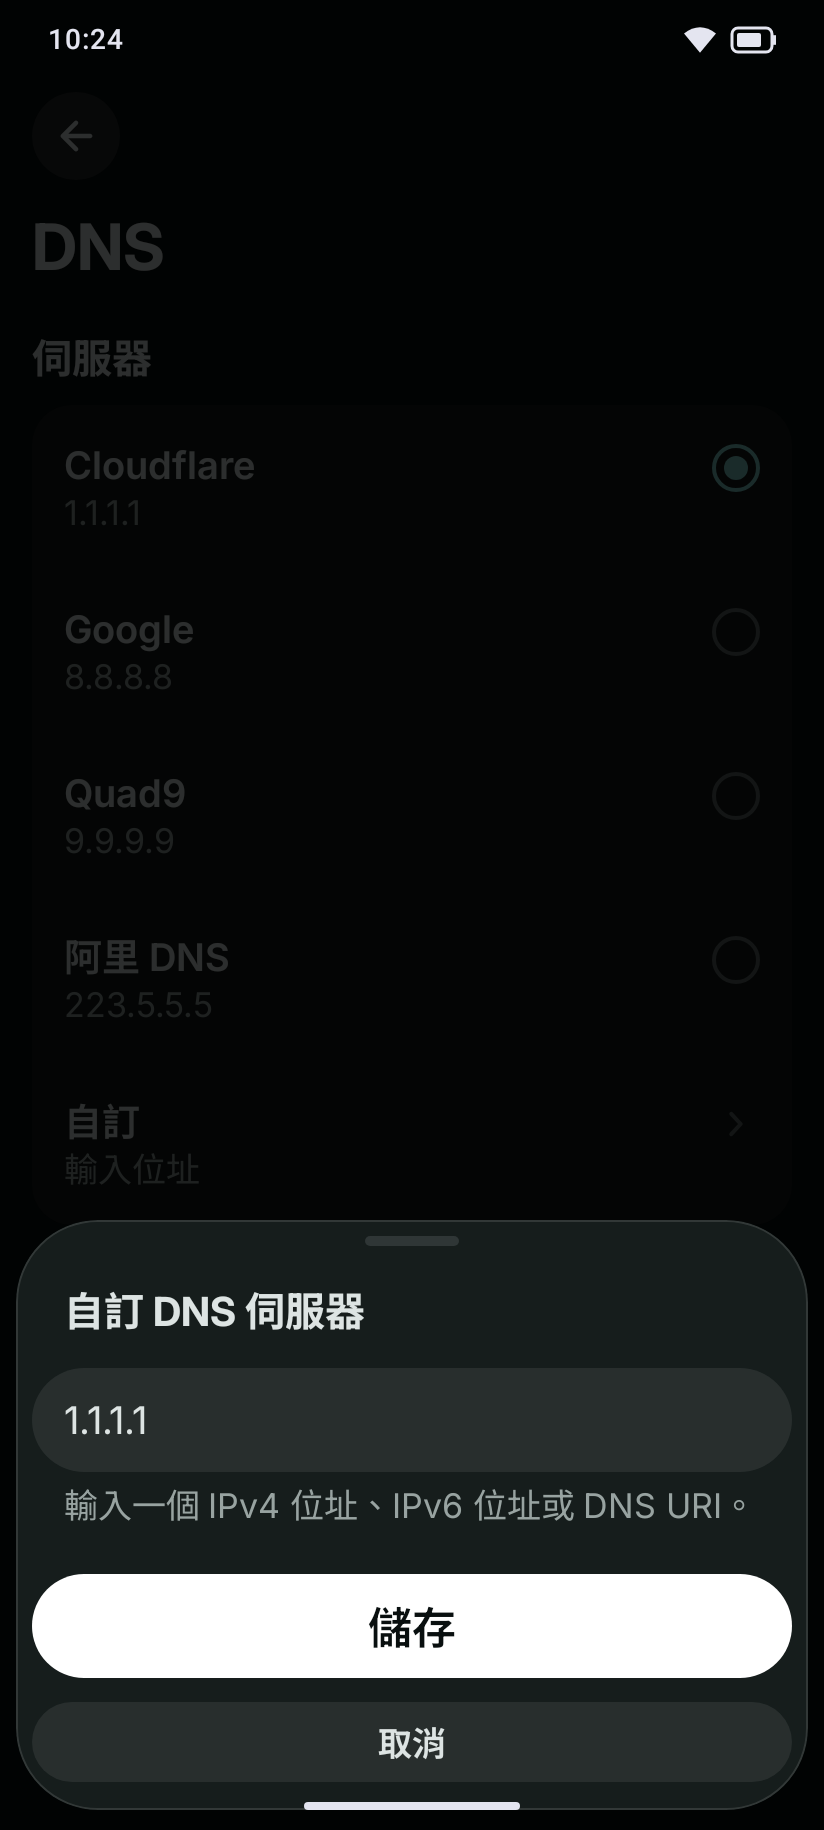 10:24
DNS
伺服器
Cloudflare
1.1.1.1
Google
8.8.8.8
Quad9
9.9.9.9
阿里 DNS
223.5.5.5
自訂
輸入位址
自訂 DNS 伺服器
1.1.1.1
輸入一個 IPv4 位址、IPv6 位址或 DNS URI。
儲存
取消